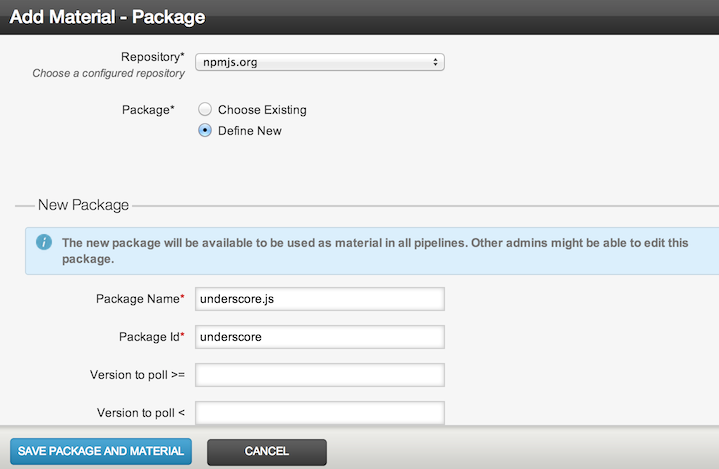 Add Material - Package
Repository*
npmjs.org
Choose a configured repository
Package*
Choose Existing
Define New
New Package
The new package will be available to be used as material in all pipelines. Other admins might be able to edit this
package.
Package Name*
underscore.js
Package Id*
underscore
Version to poll >=
Version to poll <
SAVE PACKAGE AND MATERIAL
CANCEL